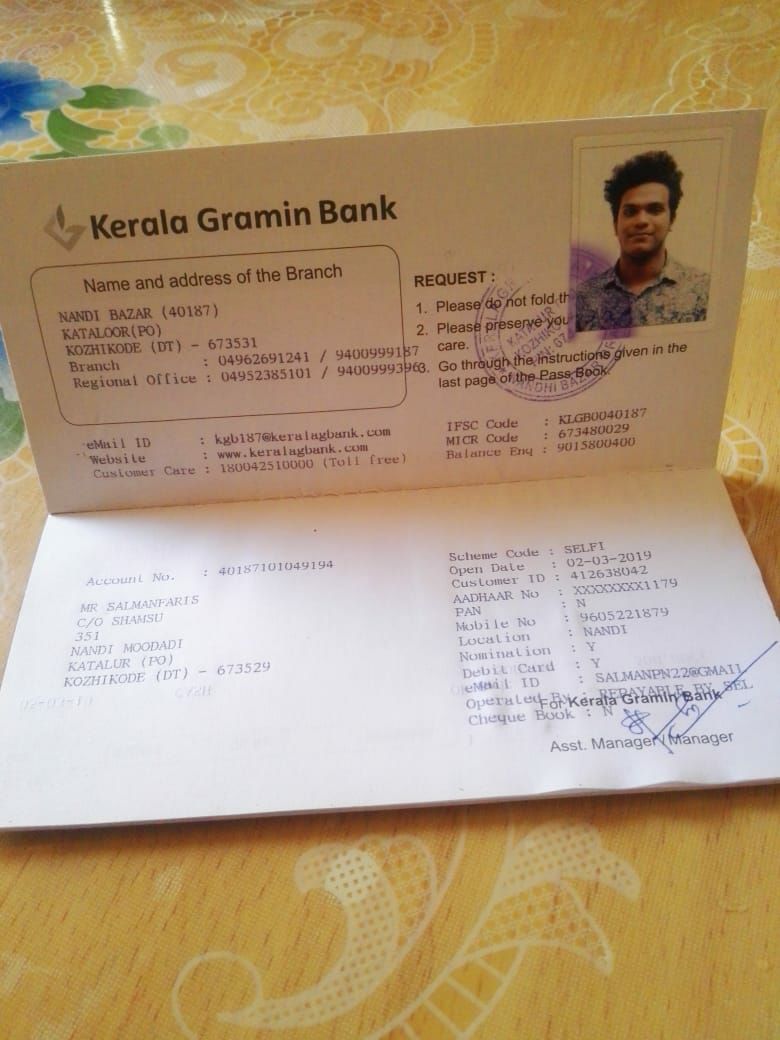 Kerala Gramin Bank
Name and address of the Branch
NANDI BAZAR (40187)
KATALOOR(PO)
KOZHIKODE (DT) - 673531
Branch : 04962691241 / 9400999187
Regional Office : 04952385101 / 9400999396
REQUEST :
1. Please do not fold th
2. Please preserve you
care.
3. Go through the instructions given in the
last page of the Pass Book.
eMail ID : kgb187@keralagbank.com
Website : www.keralagbank.com
Customer Care : 180042510000 (Toll free)
IFSC Code : KLGB0040187
MICR Code : 673480029
Balance Enq : 9015800400
Account No. : 40187101049194
MR SALMANFARIS
C/O SHAMSU
351
NANDI MOODADI
KATALUR (PO)
KOZHIKODE (DT) - 673529
Scheme Code : SELFI
Open Date : 02-03-2019
Customer ID : 412638042
AADHAAR No : XXXXXXXX1179
PAN : N
Mobile No : 9605221879
Location : NANDI
Nomination : Y
Debit Card : Y
eMail ID : SALMANPN22@GMAIL
Operated By : REPAYABLE BY SEL
Cheque Book : N
For Kerala Gramin Bank
Asst. Manager / Manager